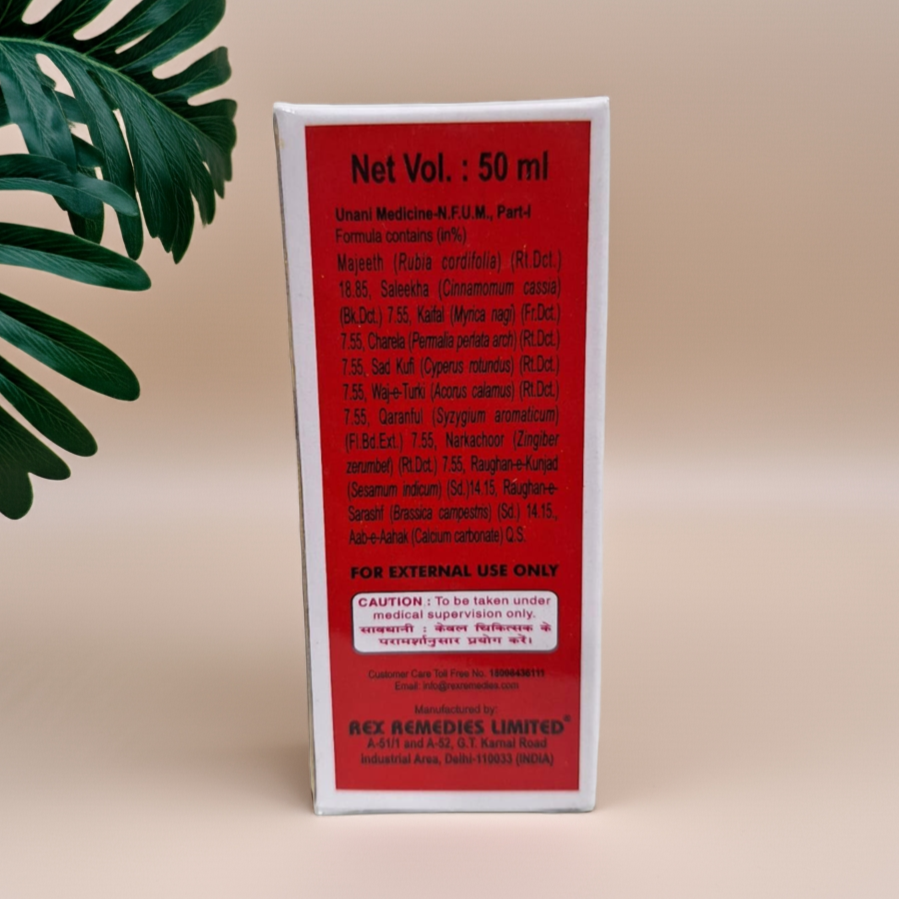 Net Vol. : 50 ml
Unani Medicine-N.F.U.M., Part-I
Formula contains (in%)
Majeeth (Rubia cordifolia) (Rt.Dct.)
18.85, Saleekha (Cinnamomum cassia)
(Bk.Dct.) 7.55, Kaifal (Myrica nagi) (Fr.Dct.)
7.55, Charela (Permalia perlata arch) (Rt.Dct.)
7.55, Sad Kufi (Cyperus rotundus) (Rt.Dct.)
7.55, Waj-e-Turki (Acorus calamus) (Rt.Dct.)
7.55, Qaranful (Syzygium aromaticum)
(Fl.Bd.Ext.) 7.55, Narkachoor (Zingiber
zerumbet) (Rt.Dct.) 7.55, Raughan-e-Kunjad
(Sesamum indicum) (Sd.)14.15, Raughan-e-
Sarashf (Brassica campestris) (Sd.) 14.15.,
Aab-e-Aahak (Calcium carbonate) Q.S.
FOR EXTERNAL USE ONLY
CAUTION : To be taken under
medical supervision only.
सावधानी : केवल चिकित्सक के
परामर्शानुसार प्रयोग करें।
Customer Care Toll Free No.
Email: info@rexremedies.com
Manufactured by:
REX REMEDIES LIMITED®
A-51/1 and A-52, G.T. Karnal Road
Industrial Area, Delhi-110033 (INDIA)